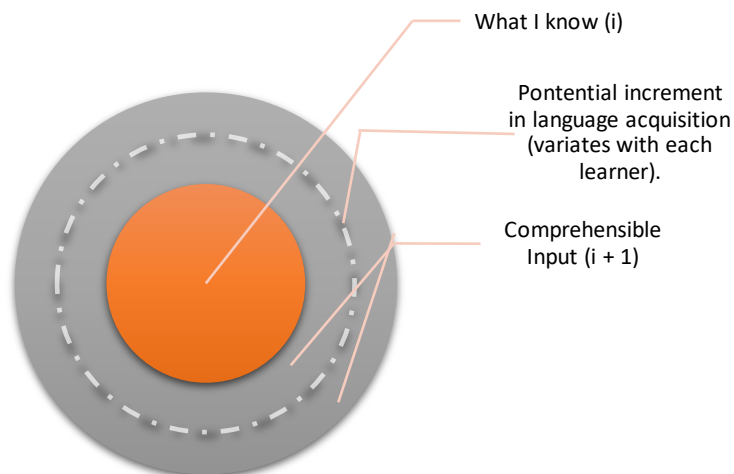 What I know (i)
Pontential increment
in language acquisition
(variates with each
learner).
Comprehensible
Input (i + 1)